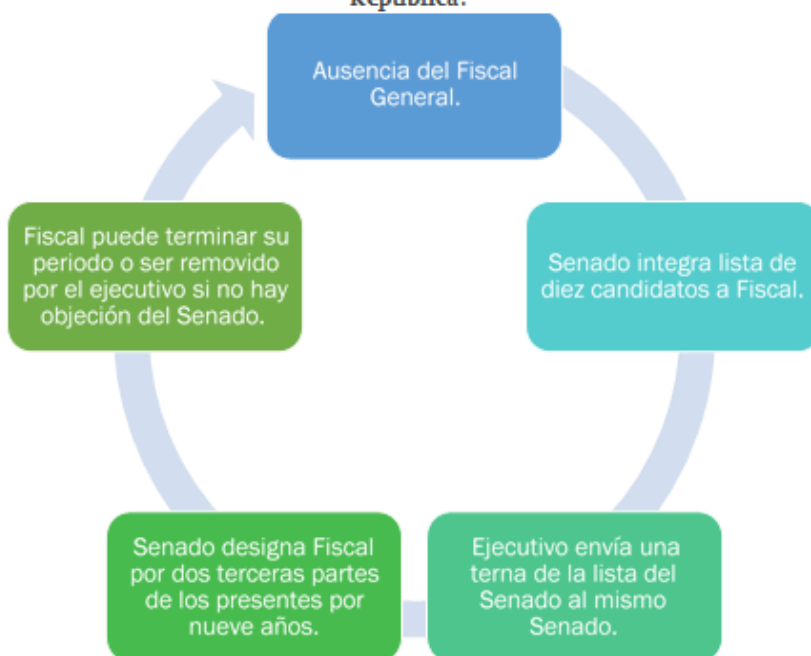 República.
Ausencia del Fiscal
General.
Senado integra lista de
diez candidatos a Fiscal.
Ejecutivo envía una
terna de la lista del
Senado al mismo
Senado.
Senado designa Fiscal
por dos terceras partes
de los presentes por
nueve años.
Fiscal puede terminar su
periodo o ser removido
por el ejecutivo si no hay
objeción del Senado.